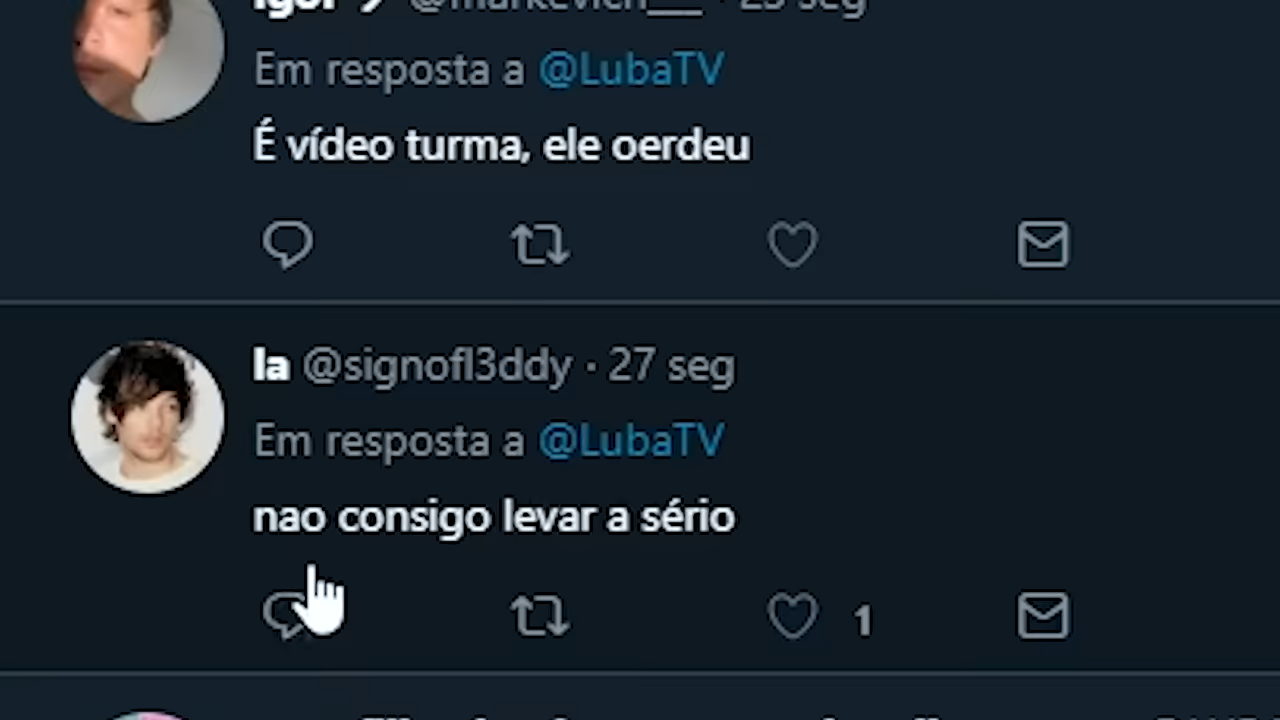 Igor
Em resposta a @LubaTV
É vídeo turma, ele oerdeu
la @signofl3ddy · 27 seg
Em resposta a @LubaTV
nao consigo levar a sério
1